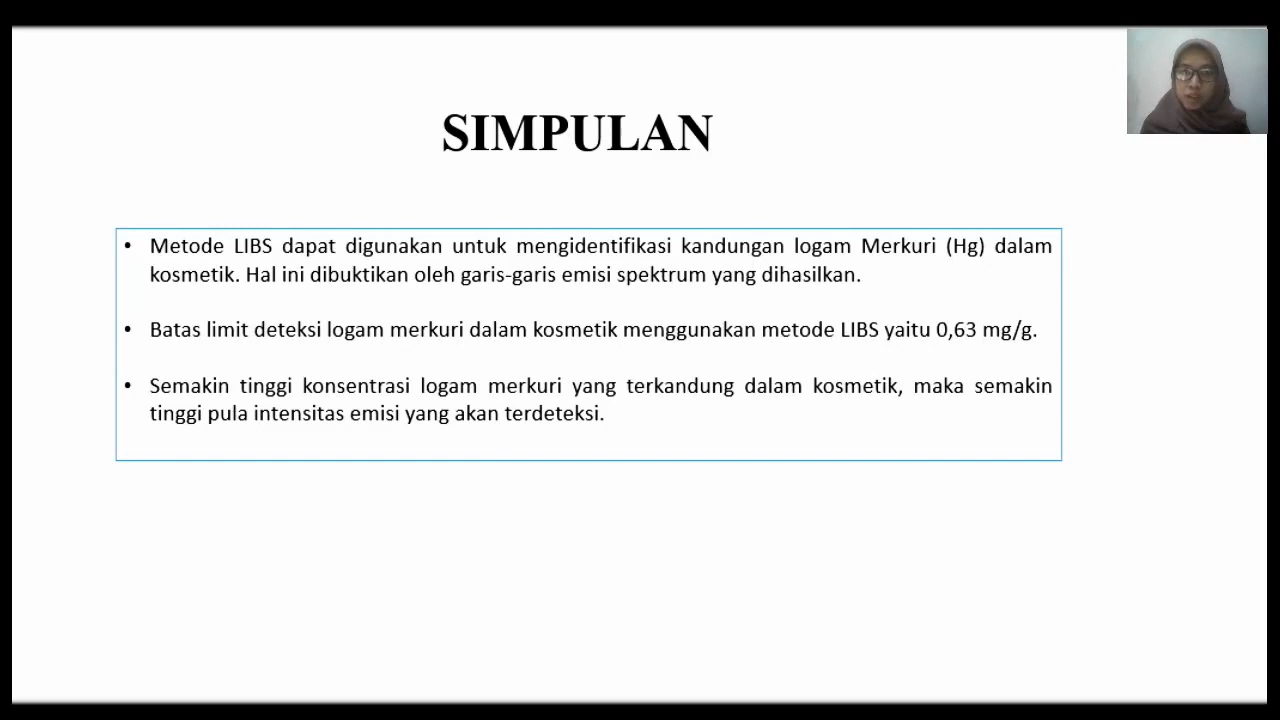 SIMPULAN
• Metode LIBS dapat digunakan untuk mengidentifikasi kandungan logam Merkuri (Hg) dalam
kosmetik. Hal ini dibuktikan oleh garis-garis emisi spektrum yang dihasilkan.
• Batas limit deteksi logam merkuri dalam kosmetik menggunakan metode LIBS yaitu 0,63 mg/g.
• Semakin tinggi konsentrasi logam merkuri yang terkandung dalam kosmetik, maka semakin
tinggi pula intensitas emisi yang akan terdeteksi.